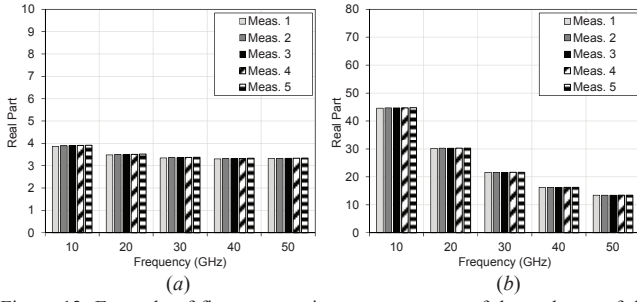 10
9
8
7
6
5
4
3
2
1
0
Real Part
Meas. 1
Meas. 2
Meas. 3
Meas. 4
Meas. 5
10 20 30 40 50
Frequency (GHz)
(a)
80
70
60
50
40
30
20
10
0
Real Part
Meas. 1
Meas. 2
Meas. 3
Meas. 4
Meas. 5
10 20 30 40 50
Frequency (GHz)
(b)